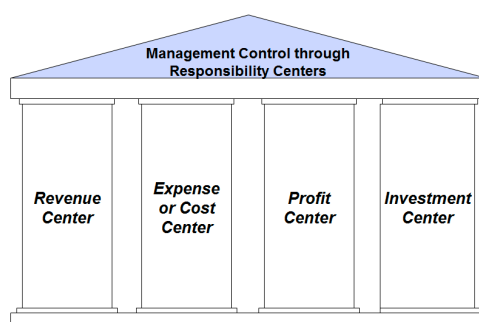 Management Control through
Responsibility Centers
Revenue
Center
Expense
or Cost
Center
Profit
Center
Investment
Center